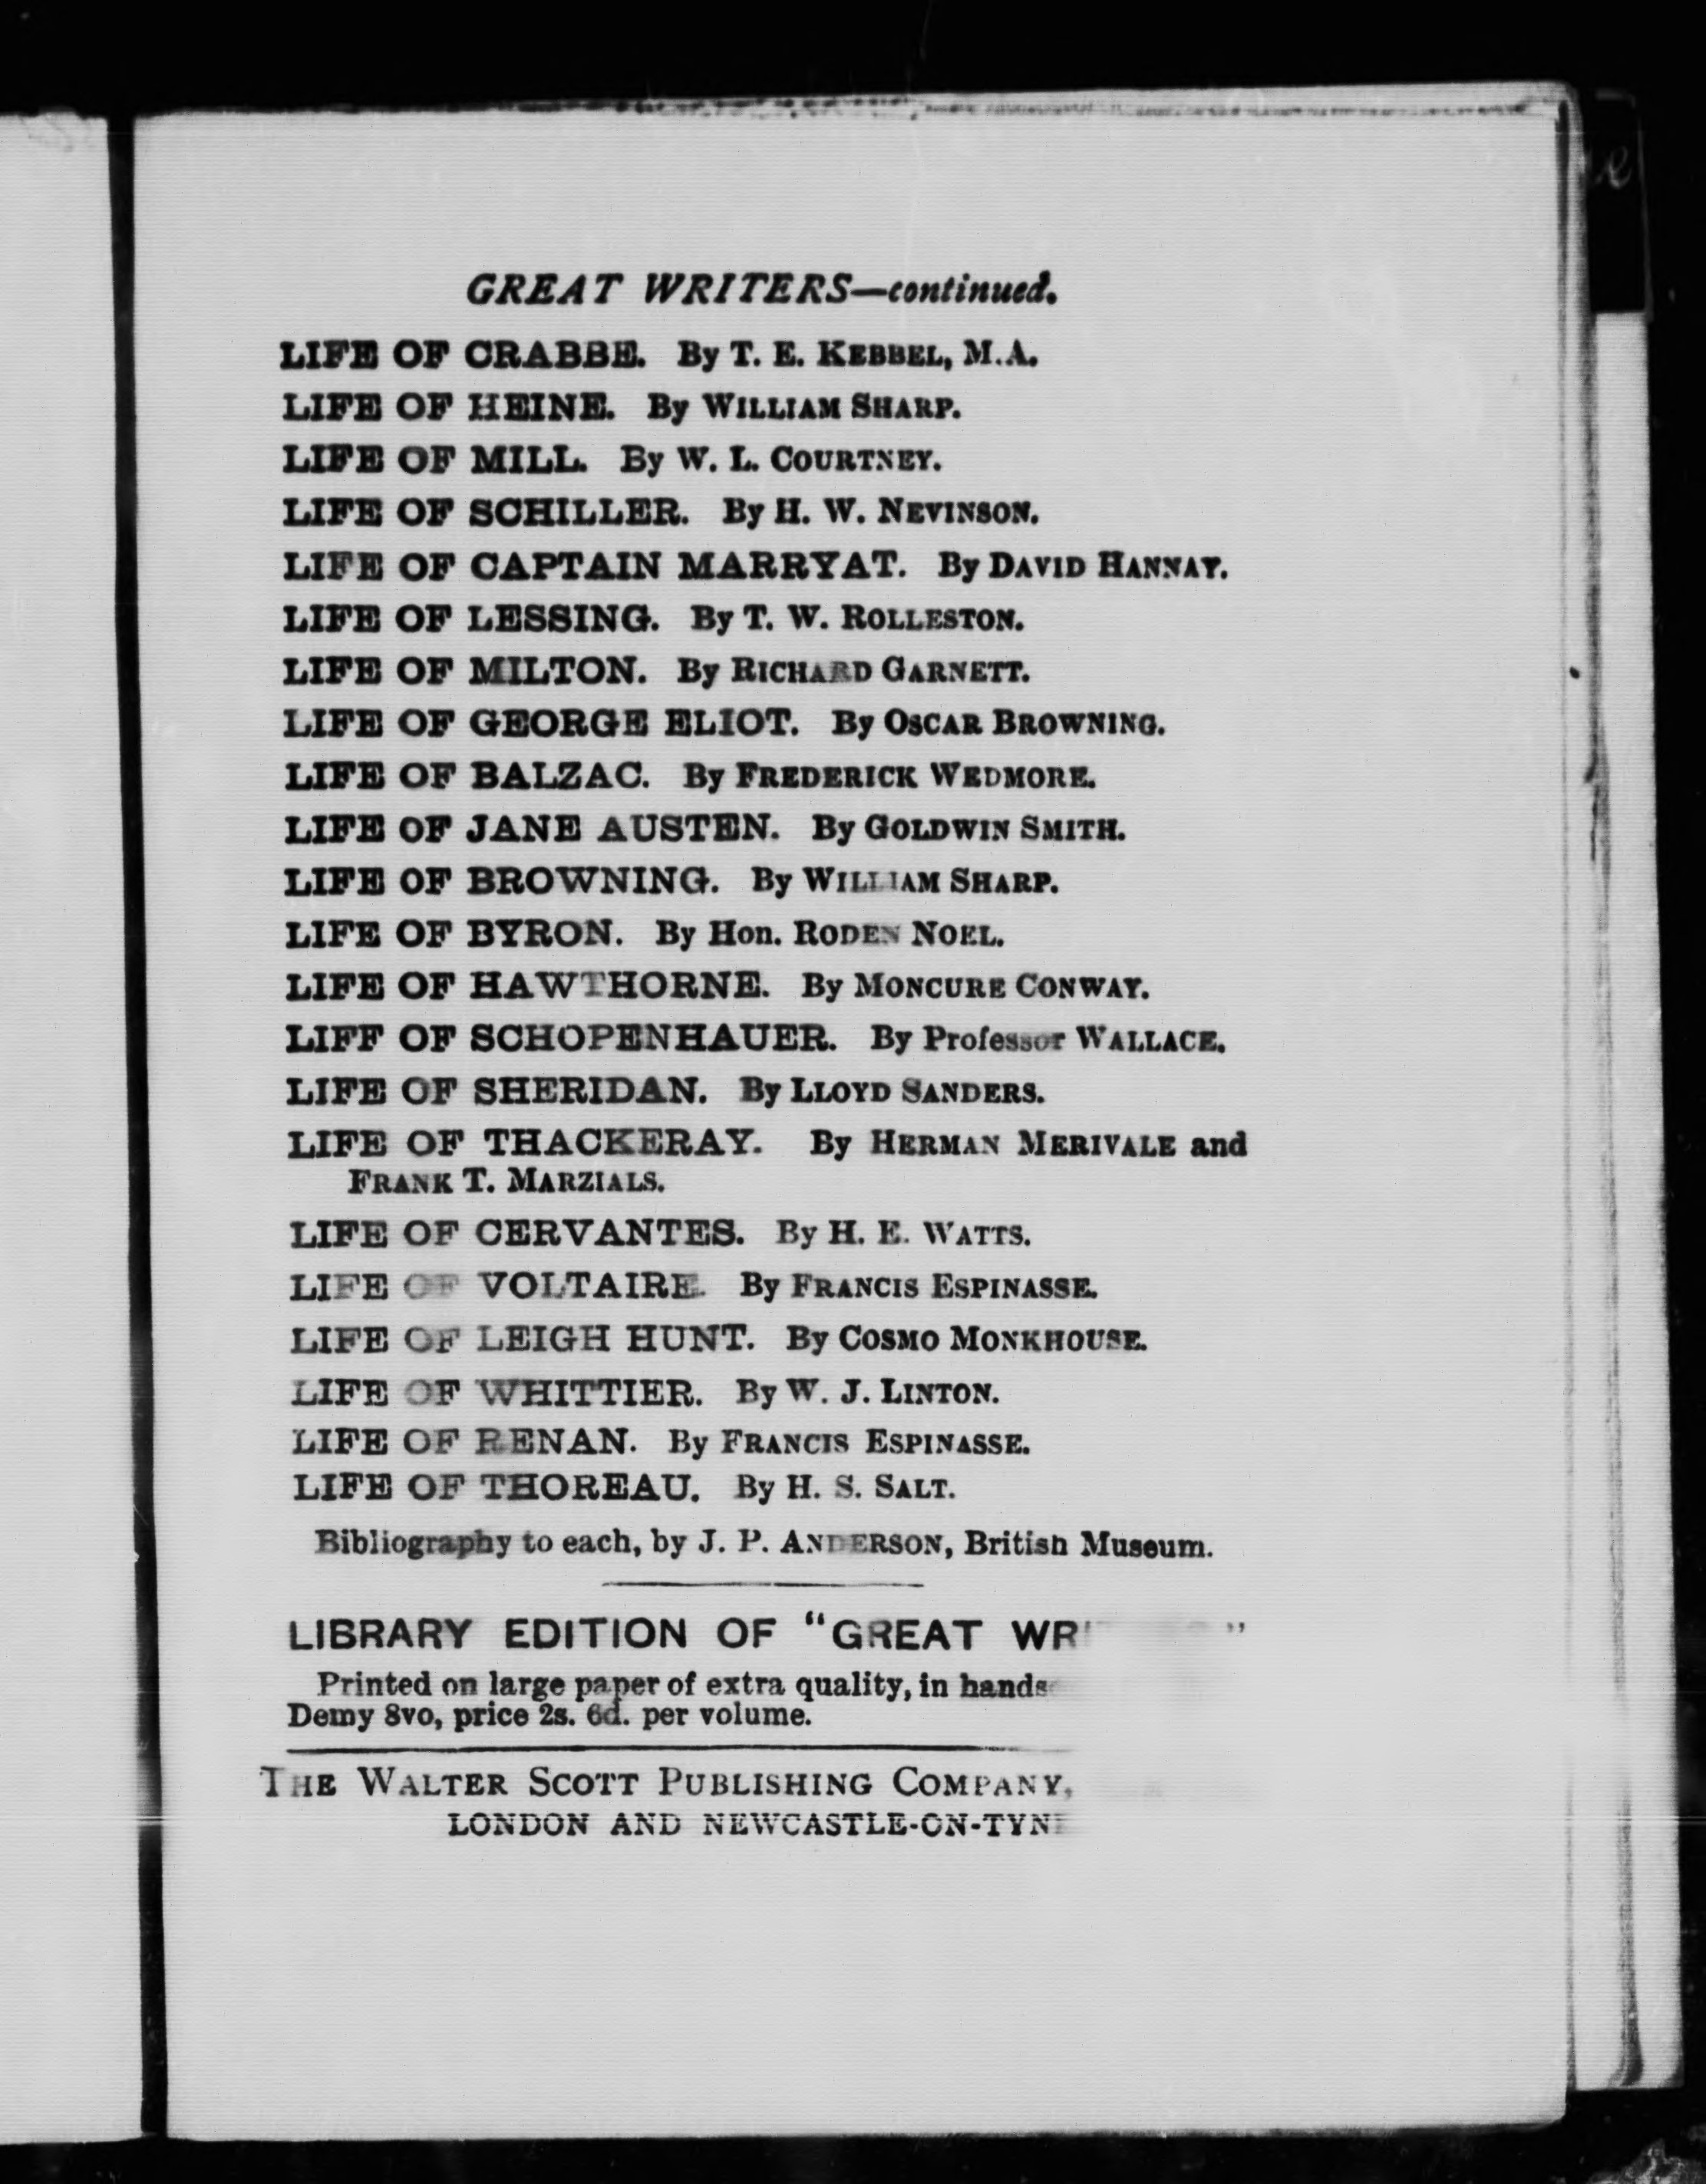 GREAT WRITERS—continued.
LIFE OF CRABBE. By T. E. KEBBEL, M.A.
LIFE OF HEINE. By WILLIAM SHARP.
LIFE OF MILL. By W. L. COURTNEY.
LIFE OF SCHILLER. By H. W. NEVINSON.
LIFE OF CAPTAIN MARRYAT. By DAVID HANNAY.
LIFE OF LESSING. By T. W. ROLLESTON.
LIFE OF MILTON. By RICHARD GARNETT.
LIFE OF GEORGE ELIOT. By OSCAR BROWNING.
LIFE OF BALZAC. By FREDERICK WEDMORE.
LIFE OF JANE AUSTEN. By GOLDWIN SMITH.
LIFE OF BROWNING. By WILLIAM SHARP.
LIFE OF BYRON. By Hon. RODEN NOEL.
LIFE OF HAWTHORNE. By MONCURE CONWAY.
LIFF OF SCHOPENHAUER. By Professor WALLACE.
LIFE OF SHERIDAN. By LLOYD SANDERS.
LIFE OF THACKERAY. By HERMAN MERIVALE and
FRANK T. MARZIALS.
LIFE OF CERVANTES. By H. E. WATTS.
LIFE OF VOLTAIRE. By FRANCIS ESPINASSE.
LIFE OF LEIGH HUNT. By COSMO MONKHOUSE.
LIFE OF WHITTIER. By W. J. LINTON.
LIFE OF RENAN. By FRANCIS ESPINASSE.
LIFE OF THOREAU. By H. S. SALT.
Bibliography to each, by J. P. ANDERSON, British Museum.
LIBRARY EDITION OF "GREAT WR "
Printed on large paper of extra quality, in hands
Demy 8vo, price 2s. 6d. per volume.
THE WALTER SCOTT PUBLISHING COMPANY,
LONDON AND NEWCASTLE-ON-TYNE